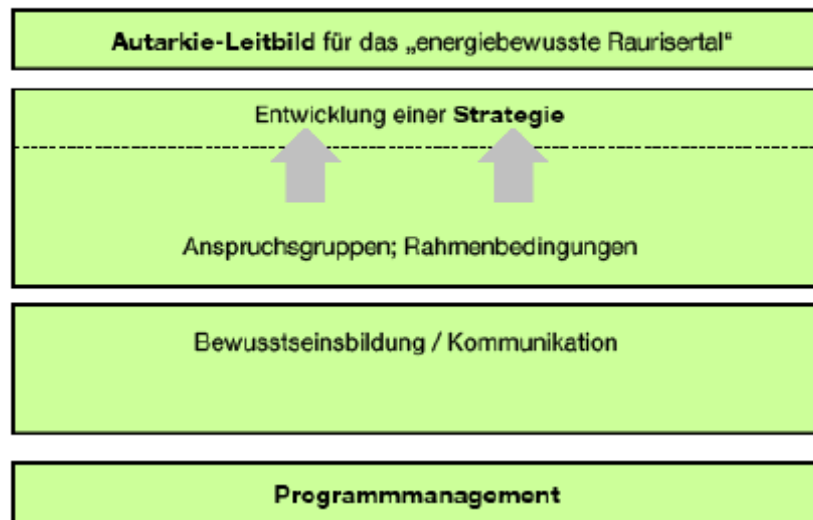 Autarkie-Leitbild für das „energiebewusste Raurisertal“
Entwicklung einer Strategie
Anspruchsgruppen; Rahmenbedingungen
Bewusstseinsbildung / Kommunikation
Programmmanagement